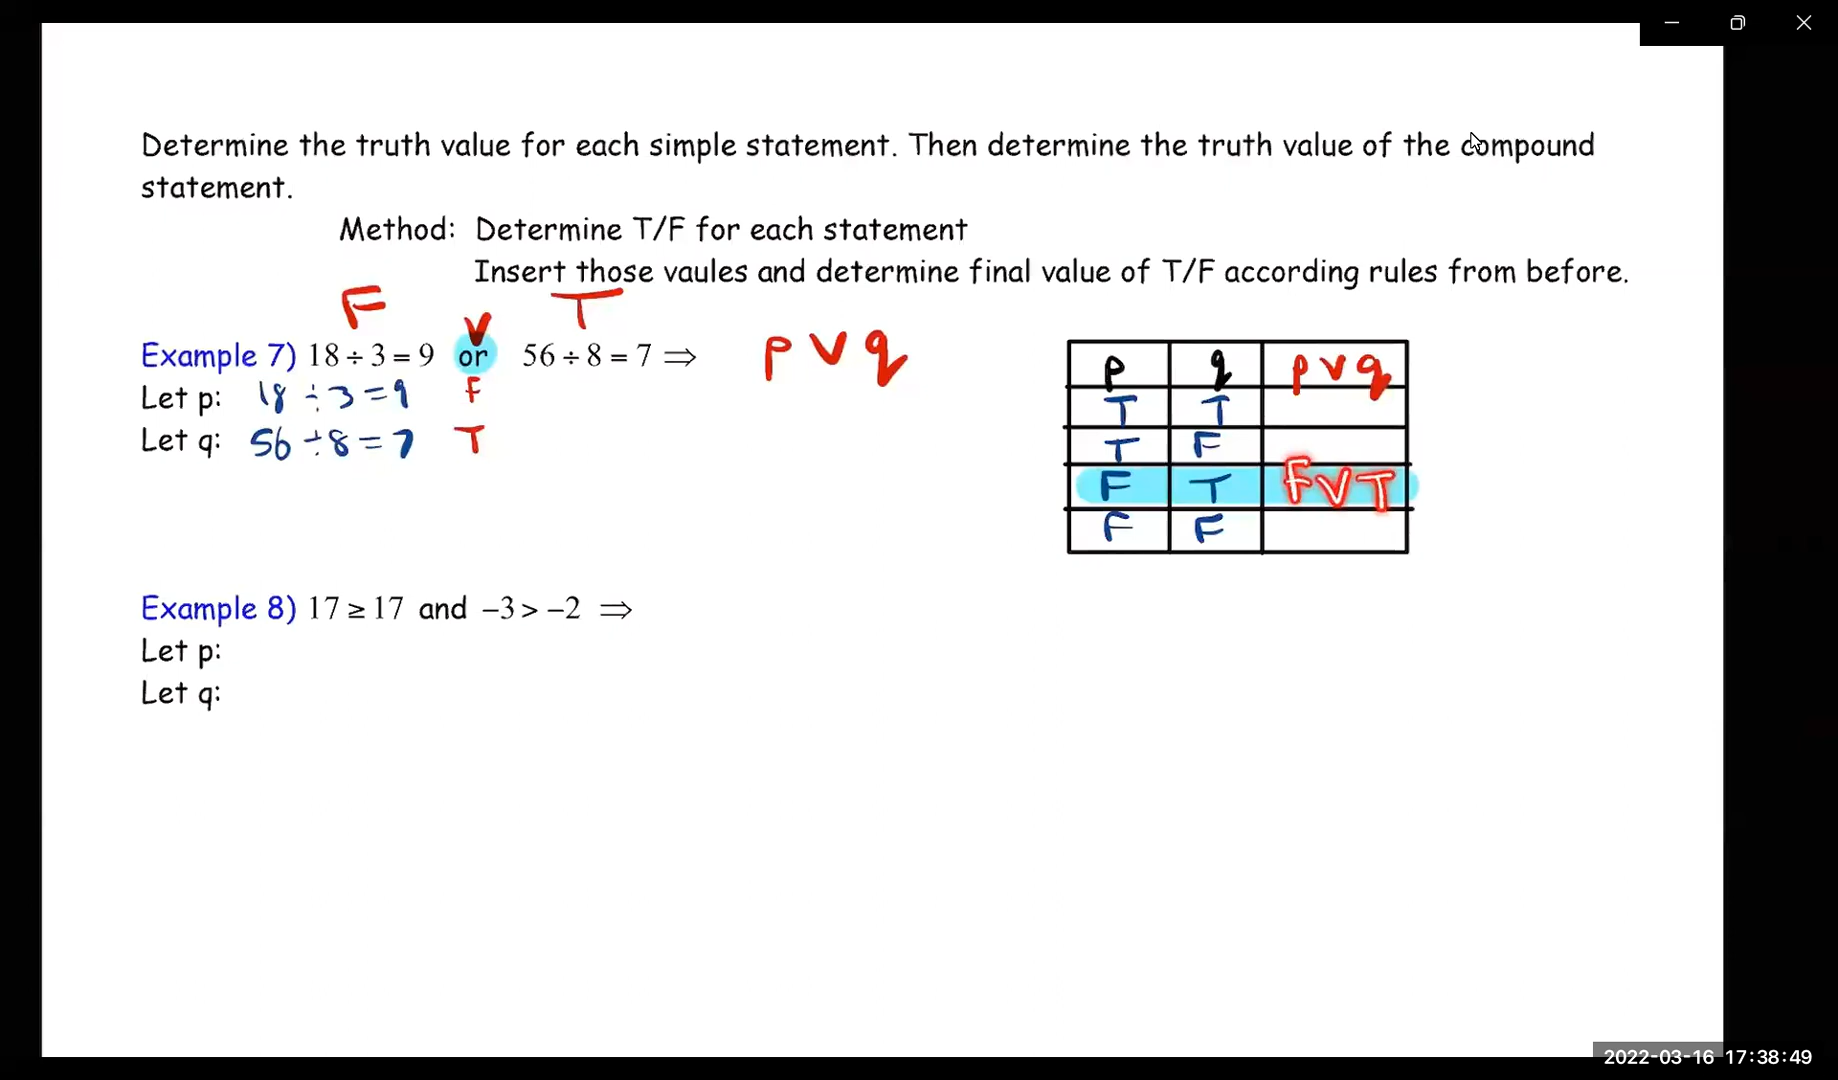 Determine the truth value for each simple statement. Then determine the truth value of the compound
statement.
Method: Determine T/F for each statement
Insert those vaules and determine final value of T/F according rules from before.
F V T
Example 7) 18 ÷ 3 = 9 or 56 ÷ 8 = 7 ⇒ p ∨ q
Let p: 18 ÷ 3 = 9 F
Let q: 56 ÷ 8 = 7 T
p q p ∨ q
T T
T F
F T F ∨ T
F F
Example 8) 17 ≥ 17 and −3 > −2 ⇒
Let p:
Let q:
2022-03-16 17:38:49